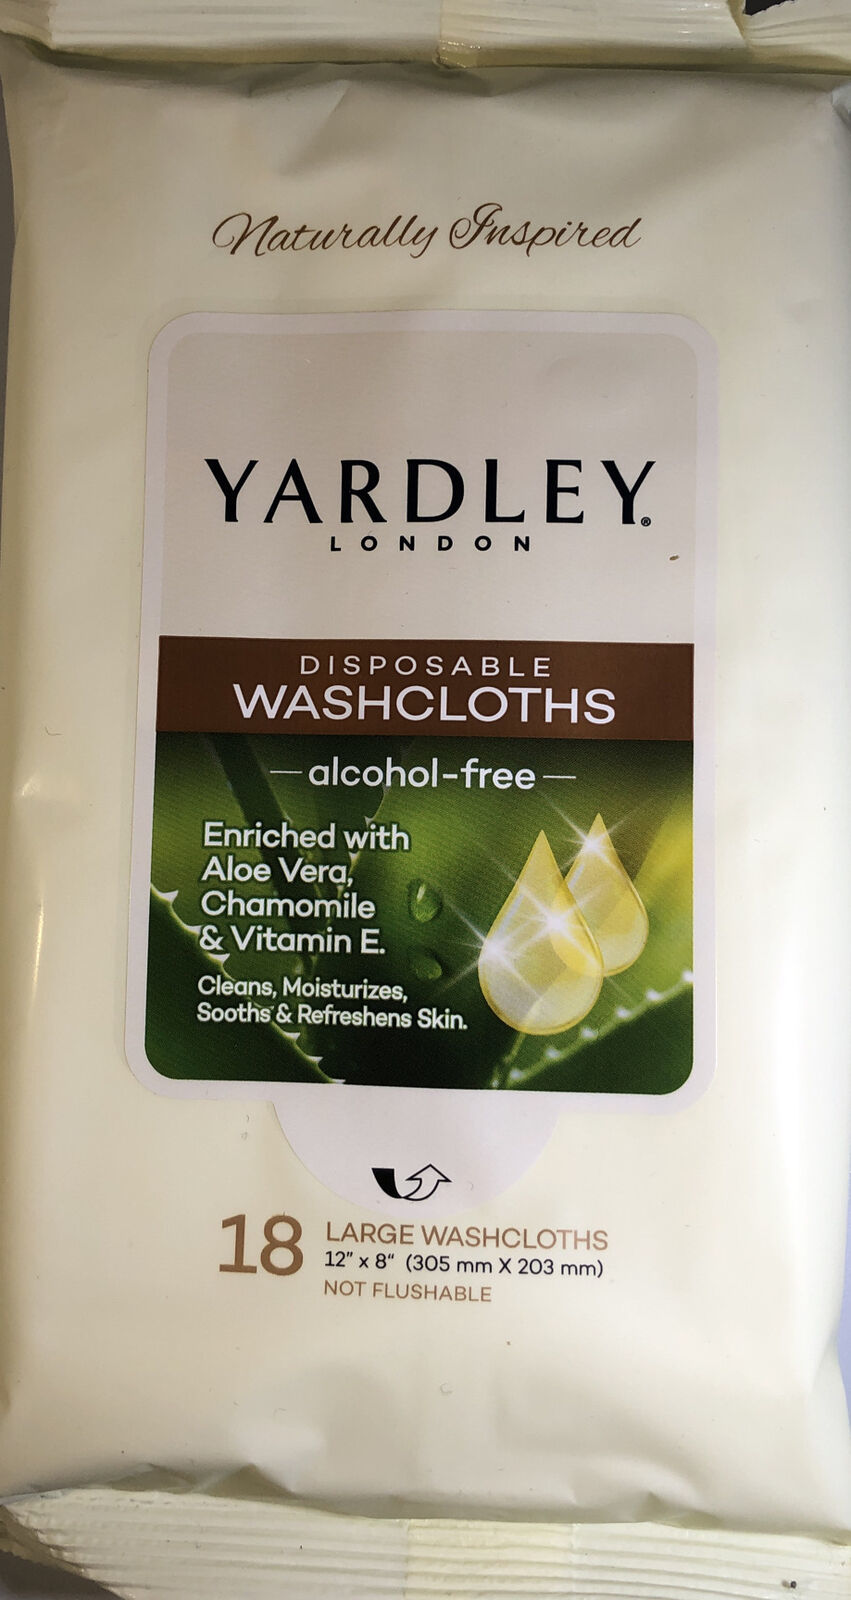 Naturally Inspired
YARDLEY®
LONDON
DISPOSABLE
WASHCLOTHS
— alcohol-free —
Enriched with
Aloe Vera,
Chamomile
& Vitamin E.
Cleans, Moisturizes,
Sooths & Refreshens Skin.
18 LARGE WASHCLOTHS
12” x 8“ (305 mm X 203 mm)
NOT FLUSHABLE